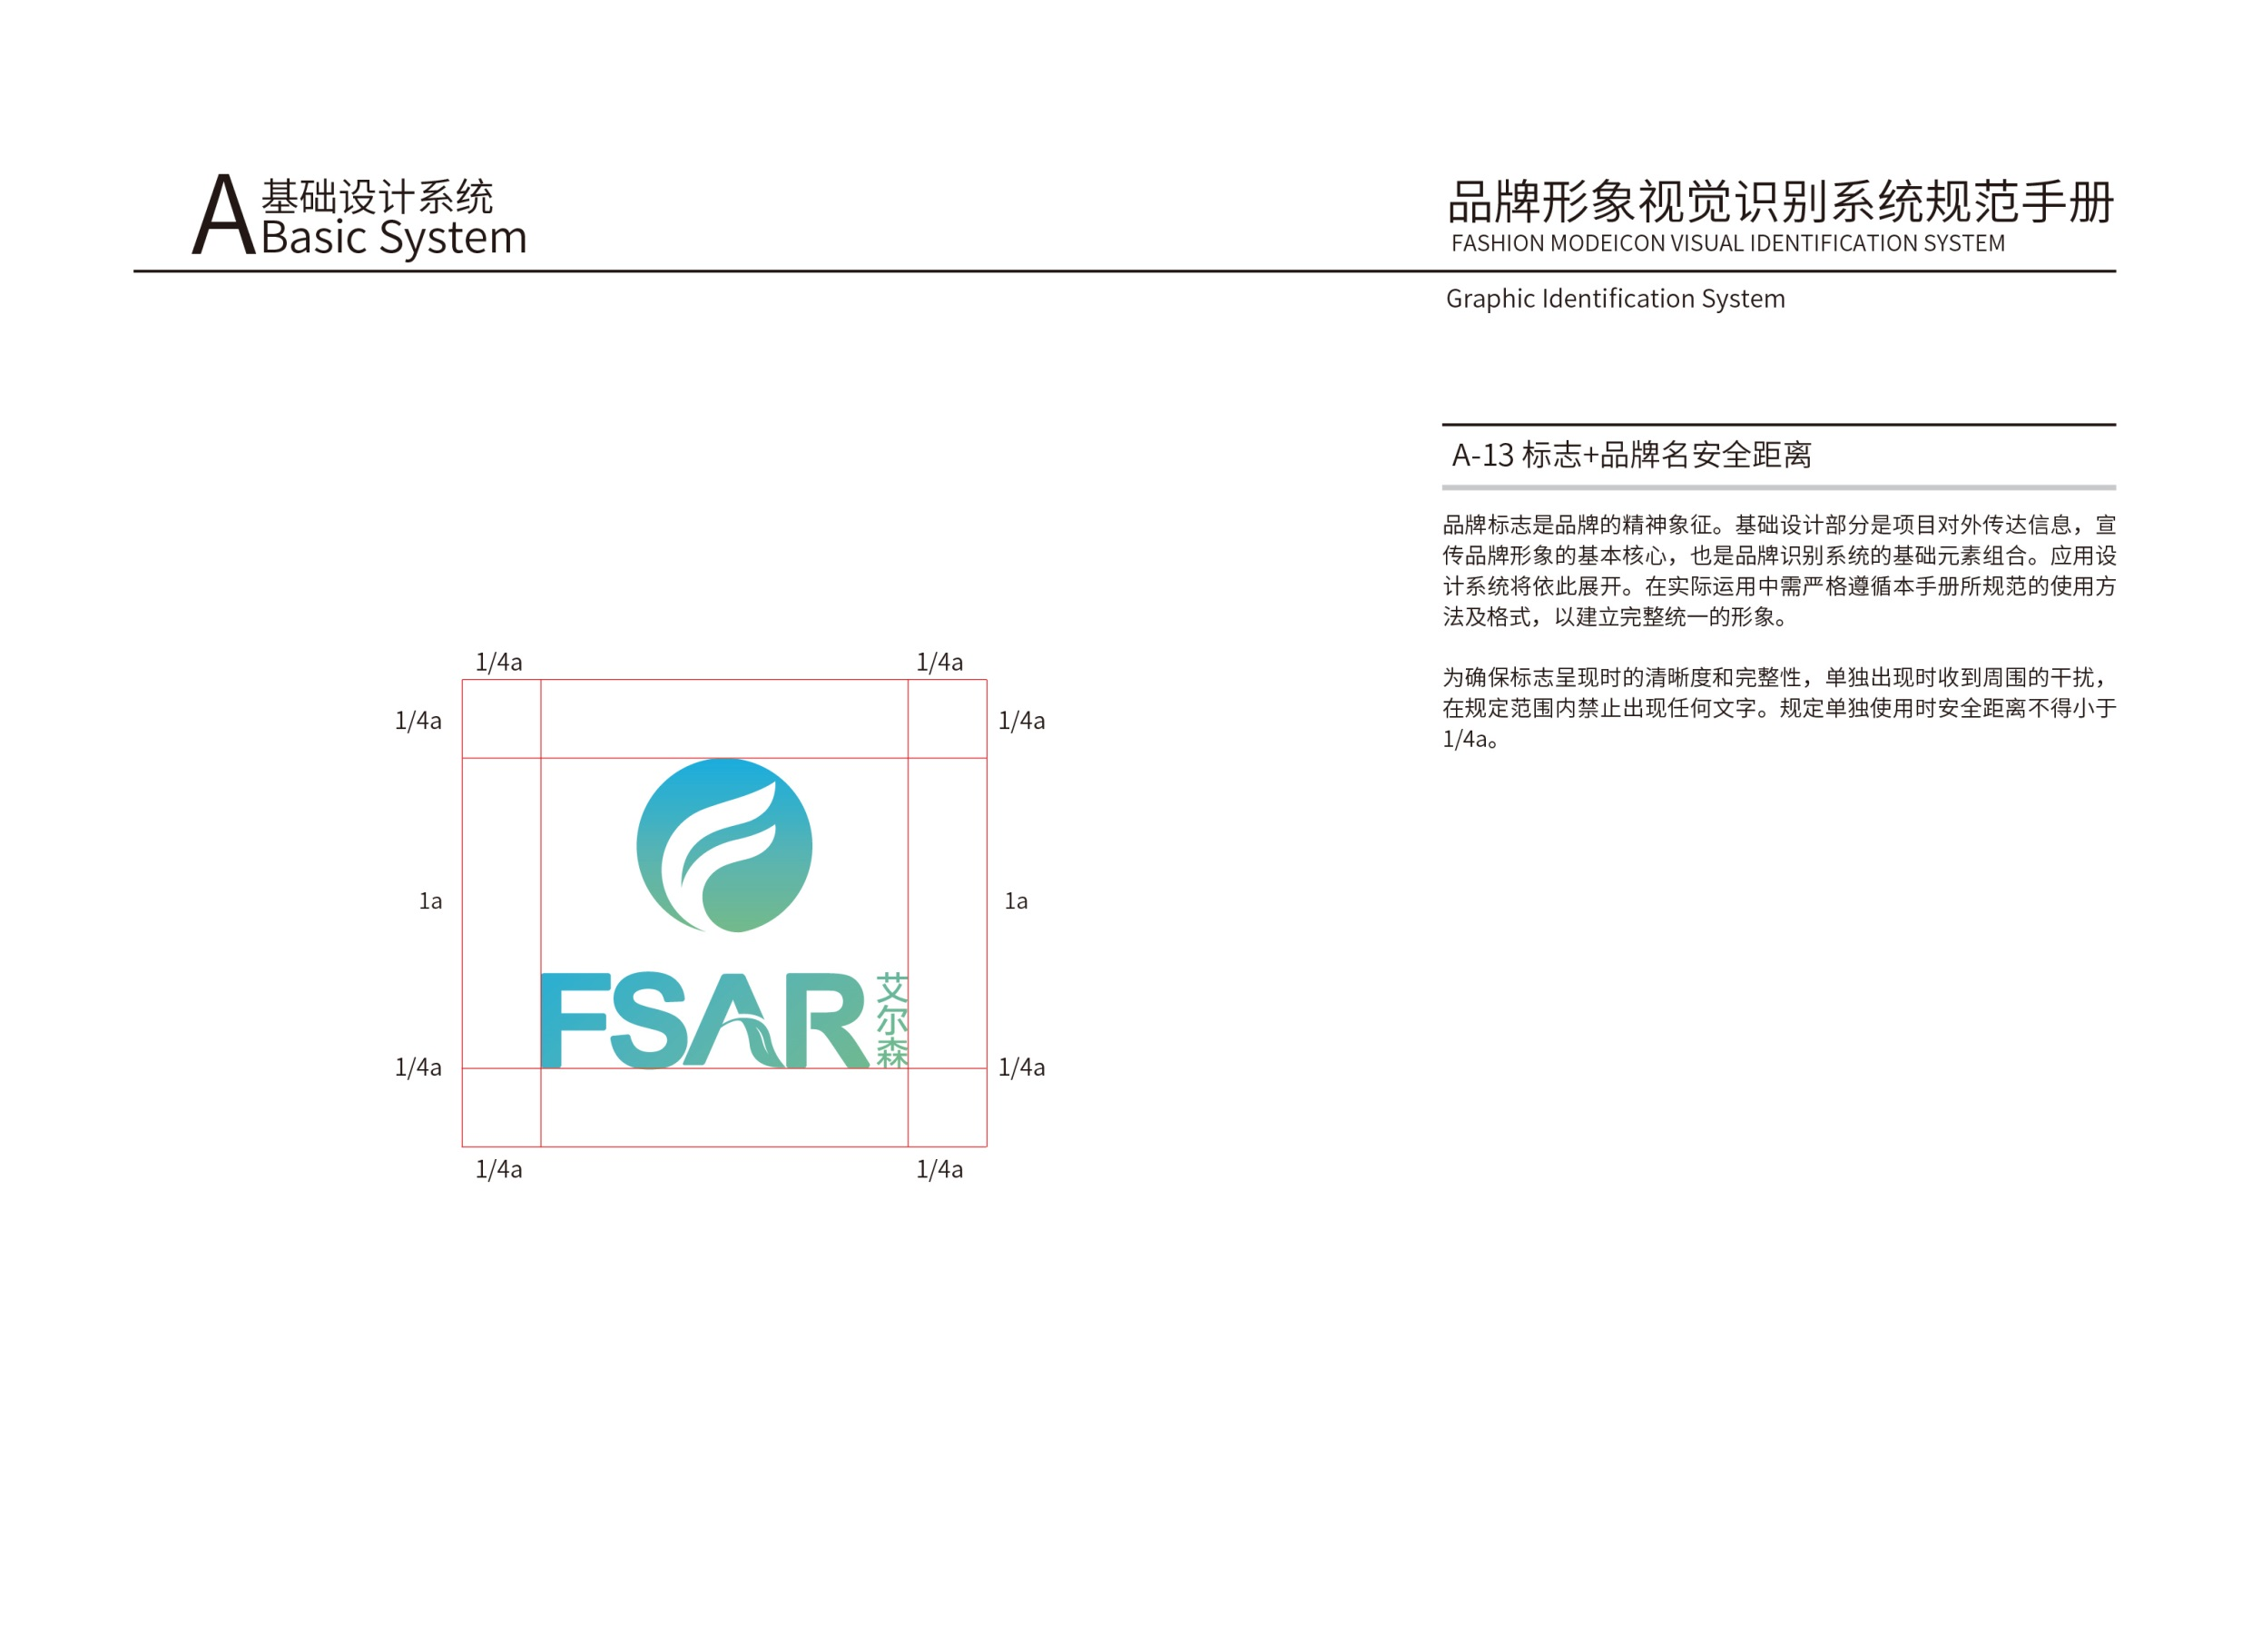 A 基础设计系统
Basic System
品牌形象视觉识别系统规范手册
FASHION MODEICON VISUAL IDENTIFICATION SYSTEM
Graphic Identification System
A-13 标志+品牌名安全距离
品牌标志是品牌的精神象征。基础设计部分是项目对外传达信息，宣
传品牌形象的基本核心，也是品牌识别系统的基础元素组合。应用设
计系统将依此展开。在实际运用中需严格遵循本手册所规范的使用方
法及格式，以建立完整统一的形象。
为确保标志呈现时的清晰度和完整性，单独出现时收到周围的干扰，
在规定范围内禁止出现任何文字。规定单独使用时安全距离不得小于
1/4a。
1/4a 1/4a
1/4a 1/4a
1a 1a
FSAR 艾尔森
1/4a 1/4a
1/4a 1/4a